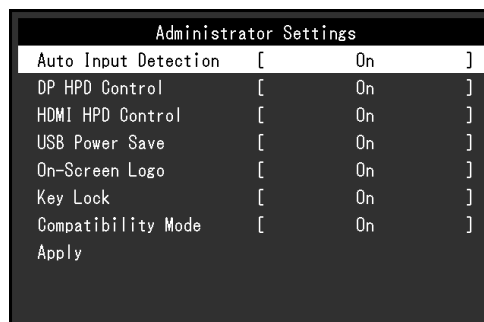 Administrator Settings
Auto Input Detection [ On ]
DP HPD Control [ On ]
HDMI HPD Control [ On ]
USB Power Save [ On ]
On-Screen Logo [ On ]
Key Lock [ On ]
Compatibility Mode [ On ]
Apply